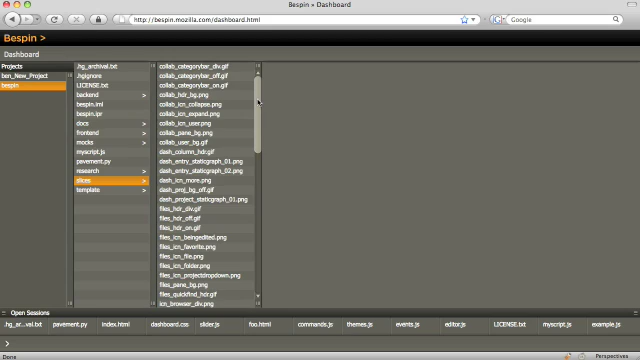 Bespin » Dashboard
http://bespin.mozilla.com/dashboard.html
Google
Bespin >
Dashboard
Projects
ben_New_Project
bespin
.hg_archival.txt
.hgignore
LICENSE.txt
backend >
bespin.iml
bespin.ipr
docs >
frontend >
mocks >
myscript.js
pavement.py
research >
slices >
template >
collab_categorybar_div.gif
collab_categorybar_off.gif
collab_categorybar_on.gif
collab_hdr_bg.png
collab_icn_collapse.png
collab_icn_expand.png
collab_icn_user.png
collab_pane_bg.png
collab_user_bg.gif
dash_column_hdr.gif
dash_entry_staticgraph_01.png
dash_entry_staticgraph_02.png
dash_icn_more.png
dash_proj_bg_off.gif
dash_project_staticgraph_01.png
files_hdr_div.gif
files_hdr_off.gif
files_hdr_on.gif
files_icn_beingedited.png
files_icn_favorite.png
files_icn_file.png
files_icn_folder.png
files_icn_projectdropdown.png
files_pane_bg.png
files_quickfind_hdr.gif
icn_browser_div.png
Open Sessions
.hg_ar...val.txt pavement.py index.html dashboard.css slider.js foo.html commands.js themes.js events.js editor.js LICENSE.txt myscript.js example.js
>
Done
Perspectives